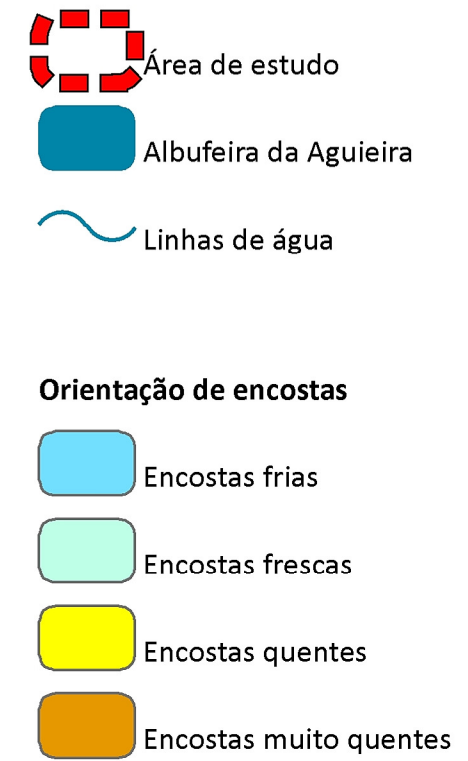 Área de estudo
Albufeira da Aguieira
Linhas de água
Orientação de encostas
Encostas frias
Encostas frescas
Encostas quentes
Encostas muito quentes